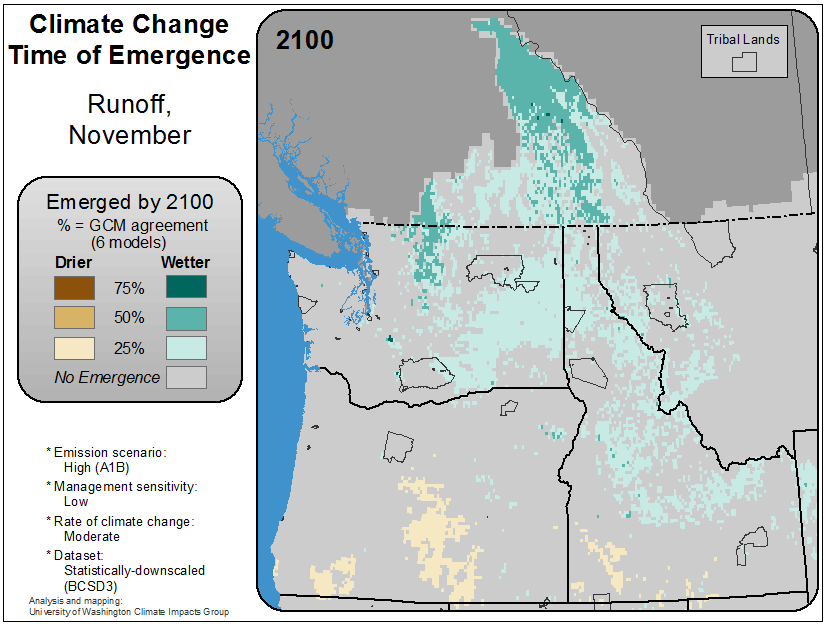 Climate Change
Time of Emergence
Runoff,
November
Emerged by 2100
% = GCM agreement
(6 models)
Drier Wetter
75%
50%
25%
No Emergence
* Emission scenario:
High (A1B)
* Management sensitivity:
Low
* Rate of climate change:
Moderate
* Dataset:
Statistically-downscaled
(BCSD3)
Analysis and mapping:
University of Washington Climate Impacts Group
2100
Tribal Lands